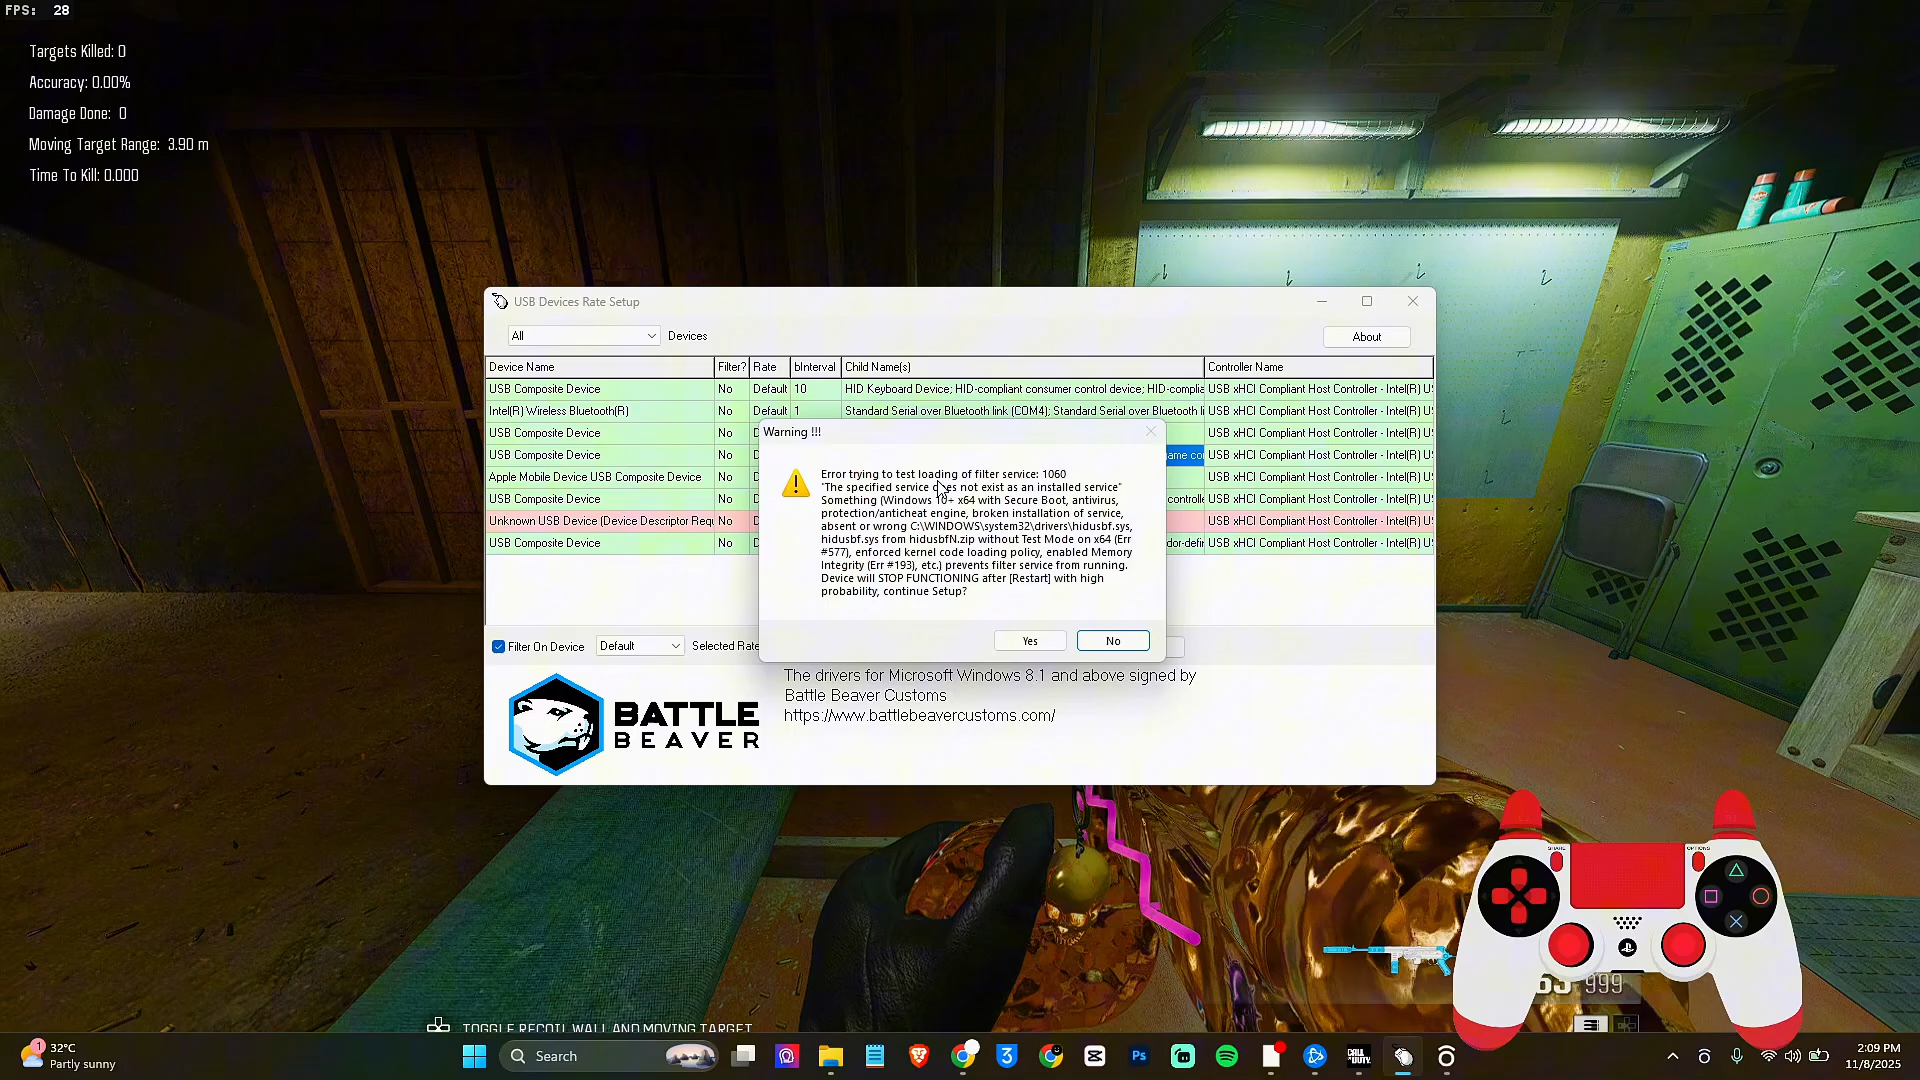 FPS: 28
Targets Killed: 0
Accuracy: 0.00%
Damage Done: 0
Moving Target Range: 3.90 m
Time To Kill: 0.000
USB Devices Rate Setup
All
Devices
About
Device Name Filter? Rate bInterval Child Name(s) Controller Name
USB Composite Device No Default 10 HID Keyboard Device; HID-compliant consumer control device; HID-complia USB xHCI Compliant Host Controller - Intel(R) U
Intel(R) Wireless Bluetooth(R) No Default 1 Standard Serial over Bluetooth link (COM4); Standard Serial over Bluetooth li USB xHCI Compliant Host Controller - Intel(R) U
USB Composite Device No USB xHCI Compliant Host Controller - Intel(R) U
USB Composite Device No game co USB xHCI Compliant Host Controller - Intel(R) U
Apple Mobile Device USB Composite Device No USB xHCI Compliant Host Controller - Intel(R) U
USB Composite Device No controlle USB xHCI Compliant Host Controller - Intel(R) U
Unknown USB Device (Device Descriptor Requ No USB xHCI Compliant Host Controller - Intel(R) U
USB Composite Device No dor-defin USB xHCI Compliant Host Controller - Intel(R) U
Warning !!!
Error trying to test loading of filter service: 1060
"The specified service does not exist as an installed service"
Something (Windows 10+ x64 with Secure Boot, antivirus,
protection/anticheat engine, broken installation of service,
absent or wrong C:\WINDOWS\system32\drivers\hidusbf.sys,
hidusbf.sys from hidusbfN.zip without Test Mode on x64 (Err
#577), enforced kernel code loading policy, enabled Memory
Integrity (Err #193), etc.) prevents filter service from running.
Device will STOP FUNCTIONING after [Restart] with high
probability, continue Setup?
Yes
No
Filter On Device
Default
Selected Rate
The drivers for Microsoft Windows 8.1 and above signed by
Battle Beaver Customs
https://www.battlebeavercustoms.com/
BATTLE
BEAVER
SHARE
OPTIONS
999
TOGGLE RECOIL WALL AND MOVING TARGET
1
32°C
Partly sunny
Search
Ps
CALL OF DUTY
2:09 PM
11/8/2025